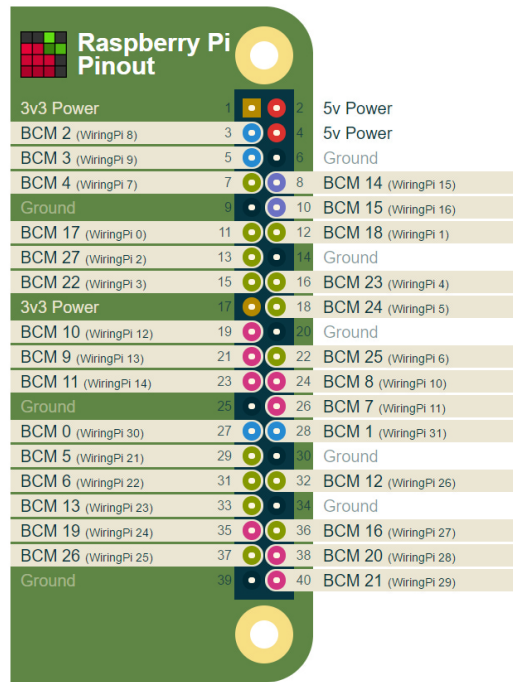 Raspberry Pi
Pinout
3v3 Power 1 2 5v Power
BCM 2 (WiringPi 8) 3 4 5v Power
BCM 3 (WiringPi 9) 5 6 Ground
BCM 4 (WiringPi 7) 7 8 BCM 14 (WiringPi 15)
Ground 9 10 BCM 15 (WiringPi 16)
BCM 17 (WiringPi 0) 11 12 BCM 18 (WiringPi 1)
BCM 27 (WiringPi 2) 13 14 Ground
BCM 22 (WiringPi 3) 15 16 BCM 23 (WiringPi 4)
3v3 Power 17 18 BCM 24 (WiringPi 5)
BCM 10 (WiringPi 12) 19 20 Ground
BCM 9 (WiringPi 13) 21 22 BCM 25 (WiringPi 6)
BCM 11 (WiringPi 14) 23 24 BCM 8 (WiringPi 10)
Ground 25 26 BCM 7 (WiringPi 11)
BCM 0 (WiringPi 30) 27 28 BCM 1 (WiringPi 31)
BCM 5 (WiringPi 21) 29 30 Ground
BCM 6 (WiringPi 22) 31 32 BCM 12 (WiringPi 26)
BCM 13 (WiringPi 23) 33 34 Ground
BCM 19 (WiringPi 24) 35 36 BCM 16 (WiringPi 27)
BCM 26 (WiringPi 25) 37 38 BCM 20 (WiringPi 28)
Ground 39 40 BCM 21 (WiringPi 29)